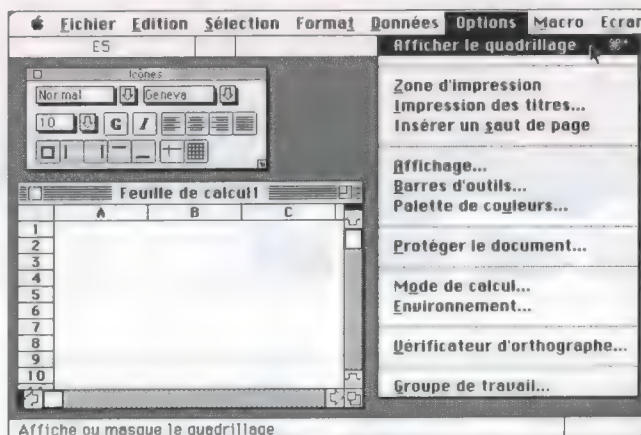 Fichier Edition Sélection Format Données Options Macro Ecran
E5
Afficher le quadrillage ⌘*
Icônes
Normal Geneva
10 G I
Zone d'impression
Impression des titres...
Insérer un saut de page
Affichage...
Barres d'outils...
Palette de couleurs...
Protéger le document...
Mode de calcul...
Environnement...
Vérificateur d'orthographe...
Groupe de travail...
Feuille de calcul1
A B C
1
2
3
4
5
6
7
8
9
10
Affiche ou masque le quadrillage